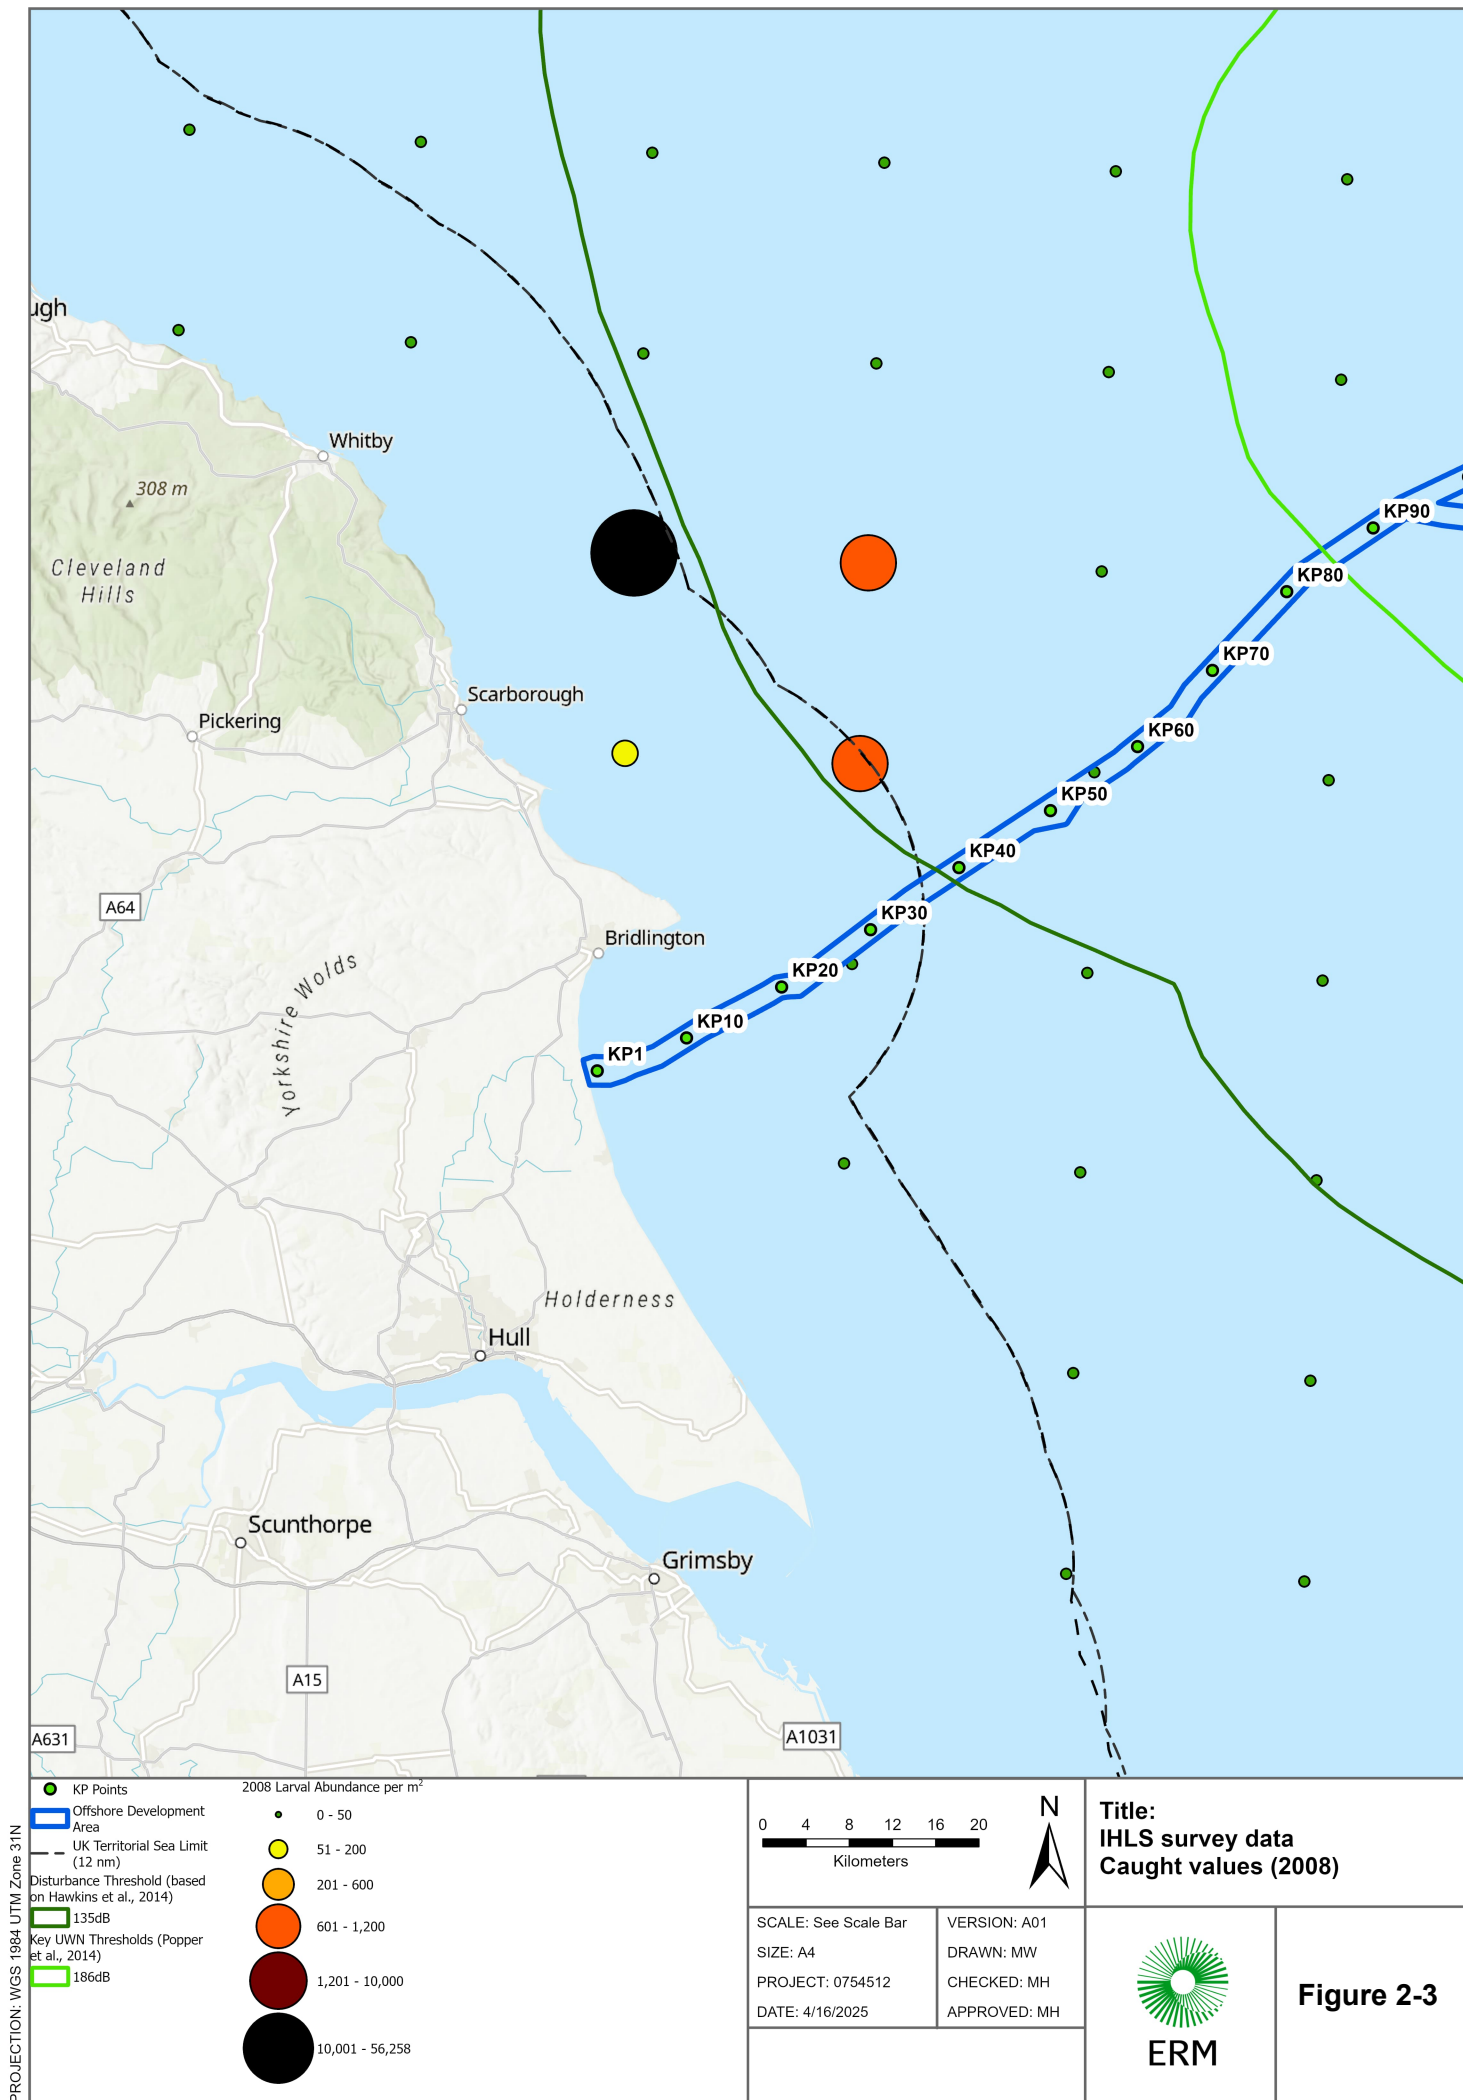 ugh
Whitby
308 m
Cleveland
Hills
Scarborough
Pickering
KP90
KP80
KP70
KP60
KP50
KP40
KP30
KP20
KP10
KP1
A64
Bridlington
Yorkshire Wolds
Holderness
Hull
Scunthorpe
Grimsby
A15
A631
A1031
PROJECTION: WGS 1984 UTM Zone 31N
KP Points
Offshore Development
Area
UK Territorial Sea Limit
(12 nm)
Disturbance Threshold (based
on Hawkins et al., 2014)
135dB
Key UWN Thresholds (Popper
et al., 2014)
186dB
2008 Larval Abundance per m²
0 - 50
51 - 200
201 - 600
601 - 1,200
1,201 - 10,000
10,001 - 56,258
0 4 8 12 16 20
Kilometers
N
Title:
IHLS survey data
Caught values (2008)
SCALE: See Scale Bar
SIZE: A4
PROJECT: 0754512
DATE: 4/16/2025
VERSION: A01
DRAWN: MW
CHECKED: MH
APPROVED: MH
ERM
Figure 2-3